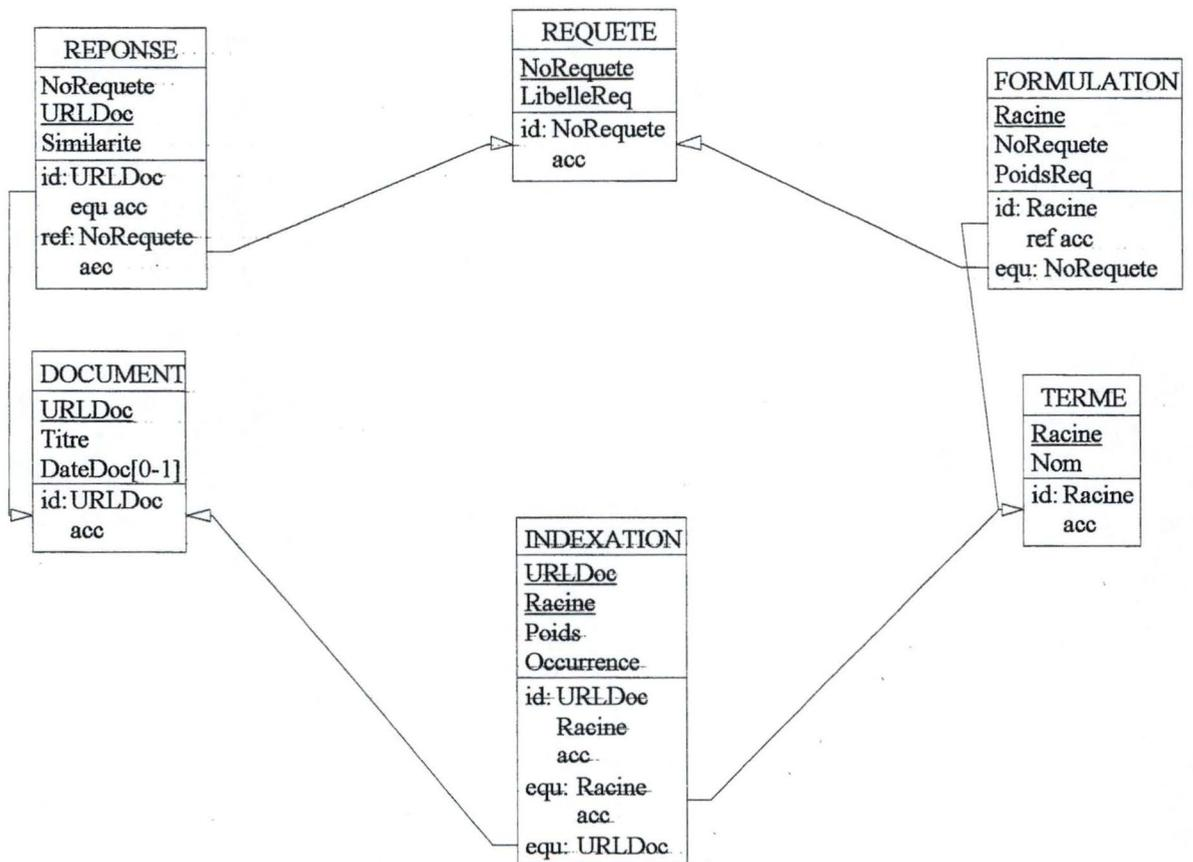 REPONSE
NoRequete
URLDoc
Similarite
id: URLDoc
equ acc
ref: NoRequete
acc
REQUETE
NoRequete
LibelleReq
id: NoRequete
acc
FORMULATION
Racine
NoRequete
PoidsReq
id: Racine
ref acc
equ: NoRequete
DOCUMENT
URLDoc
Titre
DateDoc[0-1]
id: URLDoc
acc
TERME
Racine
Nom
id: Racine
acc
INDEXATION
URLDoc
Racine
Poids
Occurrence
id: URLDoc
Racine
acc
equ: Racine
acc
equ: URLDoc